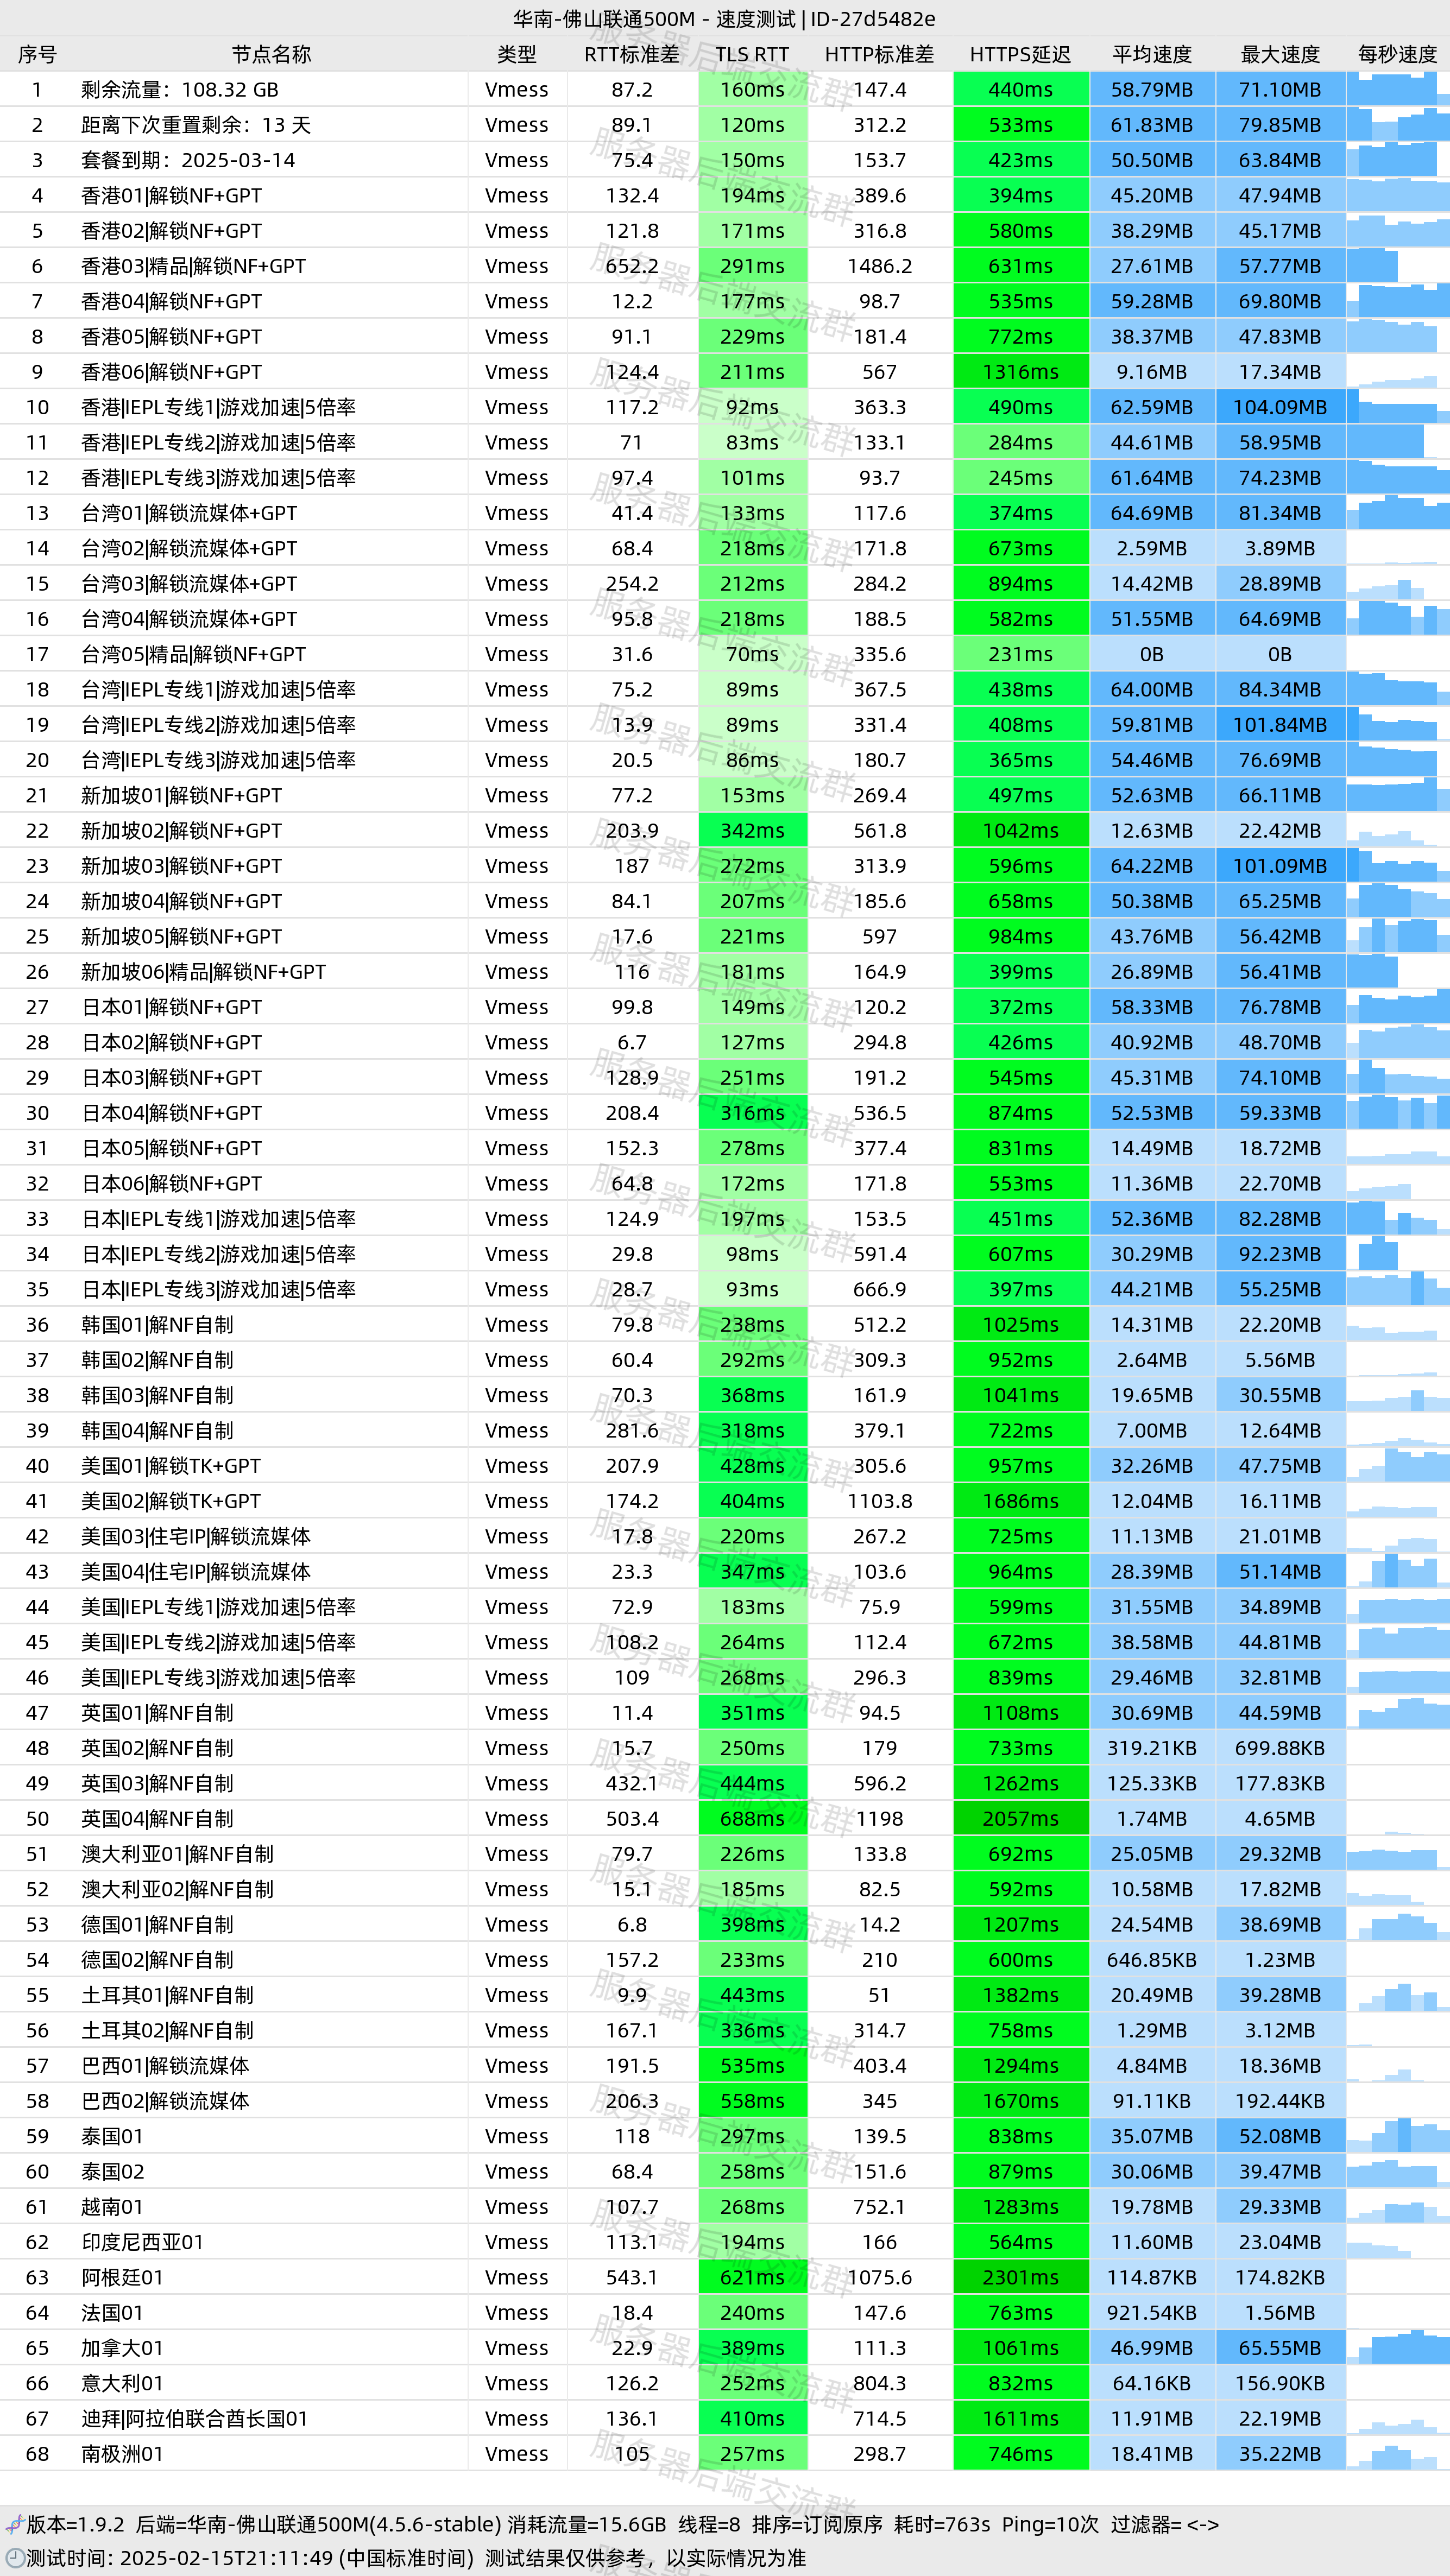 华南-佛山联通500M - 速度测试 | ID-27d5482e
序号 节点名称 类型 RTT标准差 TLS RTT HTTP标准差 HTTPS延迟 平均速度 最大速度 每秒速度
1 剩余流量：108.32 GB Vmess 87.2 160ms 147.4 440ms 58.79MB 71.10MB
2 距离下次重置剩余：13 天 Vmess 89.1 120ms 312.2 533ms 61.83MB 79.85MB
3 套餐到期：2025-03-14 Vmess 75.4 150ms 153.7 423ms 50.50MB 63.84MB
4 香港01|解锁NF+GPT Vmess 132.4 194ms 389.6 394ms 45.20MB 47.94MB
5 香港02|解锁NF+GPT Vmess 121.8 171ms 316.8 580ms 38.29MB 45.17MB
6 香港03|精品|解锁NF+GPT Vmess 652.2 291ms 1486.2 631ms 27.61MB 57.77MB
7 香港04|解锁NF+GPT Vmess 12.2 177ms 98.7 535ms 59.28MB 69.80MB
8 香港05|解锁NF+GPT Vmess 91.1 229ms 181.4 772ms 38.37MB 47.83MB
9 香港06|解锁NF+GPT Vmess 124.4 211ms 567 1316ms 9.16MB 17.34MB
10 香港|IEPL专线1|游戏加速|5倍率 Vmess 117.2 92ms 363.3 490ms 62.59MB 104.09MB
11 香港|IEPL专线2|游戏加速|5倍率 Vmess 71 83ms 133.1 284ms 44.61MB 58.95MB
12 香港|IEPL专线3|游戏加速|5倍率 Vmess 97.4 101ms 93.7 245ms 61.64MB 74.23MB
13 台湾01|解锁流媒体+GPT Vmess 41.4 133ms 117.6 374ms 64.69MB 81.34MB
14 台湾02|解锁流媒体+GPT Vmess 68.4 218ms 171.8 673ms 2.59MB 3.89MB
15 台湾03|解锁流媒体+GPT Vmess 254.2 212ms 284.2 894ms 14.42MB 28.89MB
16 台湾04|解锁流媒体+GPT Vmess 95.8 218ms 188.5 582ms 51.55MB 64.69MB
17 台湾05|精品|解锁NF+GPT Vmess 31.6 70ms 335.6 231ms 0B 0B
18 台湾|IEPL专线1|游戏加速|5倍率 Vmess 75.2 89ms 367.5 438ms 64.00MB 84.34MB
19 台湾|IEPL专线2|游戏加速|5倍率 Vmess 13.9 89ms 331.4 408ms 59.81MB 101.84MB
20 台湾|IEPL专线3|游戏加速|5倍率 Vmess 20.5 86ms 180.7 365ms 54.46MB 76.69MB
21 新加坡01|解锁NF+GPT Vmess 77.2 153ms 269.4 497ms 52.63MB 66.11MB
22 新加坡02|解锁NF+GPT Vmess 203.9 342ms 561.8 1042ms 12.63MB 22.42MB
23 新加坡03|解锁NF+GPT Vmess 187 272ms 313.9 596ms 64.22MB 101.09MB
24 新加坡04|解锁NF+GPT Vmess 84.1 207ms 185.6 658ms 50.38MB 65.25MB
25 新加坡05|解锁NF+GPT Vmess 17.6 221ms 597 984ms 43.76MB 56.42MB
26 新加坡06|精品|解锁NF+GPT Vmess 116 181ms 164.9 399ms 26.89MB 56.41MB
27 日本01|解锁NF+GPT Vmess 99.8 149ms 120.2 372ms 58.33MB 76.78MB
28 日本02|解锁NF+GPT Vmess 6.7 127ms 294.8 426ms 40.92MB 48.70MB
29 日本03|解锁NF+GPT Vmess 128.9 251ms 191.2 545ms 45.31MB 74.10MB
30 日本04|解锁NF+GPT Vmess 208.4 316ms 536.5 874ms 52.53MB 59.33MB
31 日本05|解锁NF+GPT Vmess 152.3 278ms 377.4 831ms 14.49MB 18.72MB
32 日本06|解锁NF+GPT Vmess 64.8 172ms 171.8 553ms 11.36MB 22.70MB
33 日本|IEPL专线1|游戏加速|5倍率 Vmess 124.9 197ms 153.5 451ms 52.36MB 82.28MB
34 日本|IEPL专线2|游戏加速|5倍率 Vmess 29.8 98ms 591.4 607ms 30.29MB 92.23MB
35 日本|IEPL专线3|游戏加速|5倍率 Vmess 28.7 93ms 666.9 397ms 44.21MB 55.25MB
36 韩国01|解NF自制 Vmess 79.8 238ms 512.2 1025ms 14.31MB 22.20MB
37 韩国02|解NF自制 Vmess 60.4 292ms 309.3 952ms 2.64MB 5.56MB
38 韩国03|解NF自制 Vmess 70.3 368ms 161.9 1041ms 19.65MB 30.55MB
39 韩国04|解NF自制 Vmess 281.6 318ms 379.1 722ms 7.00MB 12.64MB
40 美国01|解锁TK+GPT Vmess 207.9 428ms 305.6 957ms 32.26MB 47.75MB
41 美国02|解锁TK+GPT Vmess 174.2 404ms 1103.8 1686ms 12.04MB 16.11MB
42 美国03|住宅IP|解锁流媒体 Vmess 17.8 220ms 267.2 725ms 11.13MB 21.01MB
43 美国04|住宅IP|解锁流媒体 Vmess 23.3 347ms 103.6 964ms 28.39MB 51.14MB
44 美国|IEPL专线1|游戏加速|5倍率 Vmess 72.9 183ms 75.9 599ms 31.55MB 34.89MB
45 美国|IEPL专线2|游戏加速|5倍率 Vmess 108.2 264ms 112.4 672ms 38.58MB 44.81MB
46 美国|IEPL专线3|游戏加速|5倍率 Vmess 109 268ms 296.3 839ms 29.46MB 32.81MB
47 英国01|解NF自制 Vmess 11.4 351ms 94.5 1108ms 30.69MB 44.59MB
48 英国02|解NF自制 Vmess 15.7 250ms 179 733ms 319.21KB 699.88KB
49 英国03|解NF自制 Vmess 432.1 444ms 596.2 1262ms 125.33KB 177.83KB
50 英国04|解NF自制 Vmess 503.4 688ms 1198 2057ms 1.74MB 4.65MB
51 澳大利亚01|解NF自制 Vmess 79.7 226ms 133.8 692ms 25.05MB 29.32MB
52 澳大利亚02|解NF自制 Vmess 15.1 185ms 82.5 592ms 10.58MB 17.82MB
53 德国01|解NF自制 Vmess 6.8 398ms 14.2 1207ms 24.54MB 38.69MB
54 德国02|解NF自制 Vmess 157.2 233ms 210 600ms 646.85KB 1.23MB
55 土耳其01|解NF自制 Vmess 9.9 443ms 51 1382ms 20.49MB 39.28MB
56 土耳其02|解NF自制 Vmess 167.1 336ms 314.7 758ms 1.29MB 3.12MB
57 巴西01|解锁流媒体 Vmess 191.5 535ms 403.4 1294ms 4.84MB 18.36MB
58 巴西02|解锁流媒体 Vmess 206.3 558ms 345 1670ms 91.11KB 192.44KB
59 泰国01 Vmess 118 297ms 139.5 838ms 35.07MB 52.08MB
60 泰国02 Vmess 68.4 258ms 151.6 879ms 30.06MB 39.47MB
61 越南01 Vmess 107.7 268ms 752.1 1283ms 19.78MB 29.33MB
62 印度尼西亚01 Vmess 113.1 194ms 166 564ms 11.60MB 23.04MB
63 阿根廷01 Vmess 543.1 621ms 1075.6 2301ms 114.87KB 174.82KB
64 法国01 Vmess 18.4 240ms 147.6 763ms 921.54KB 1.56MB
65 加拿大01 Vmess 22.9 389ms 111.3 1061ms 46.99MB 65.55MB
66 意大利01 Vmess 126.2 252ms 804.3 832ms 64.16KB 156.90KB
67 迪拜|阿拉伯联合酋长国01 Vmess 136.1 410ms 714.5 1611ms 11.91MB 22.19MB
68 南极洲01 Vmess 105 257ms 298.7 746ms 18.41MB 35.22MB
版本=1.9.2 后端=华南-佛山联通500M(4.5.6-stable) 消耗流量=15.6GB 线程=8 排序=订阅原序 耗时=763s Ping=10次 过滤器= <->
测试时间: 2025-02-15T21:11:49 (中国标准时间) 测试结果仅供参考，以实际情况为准
服务器后端交流群